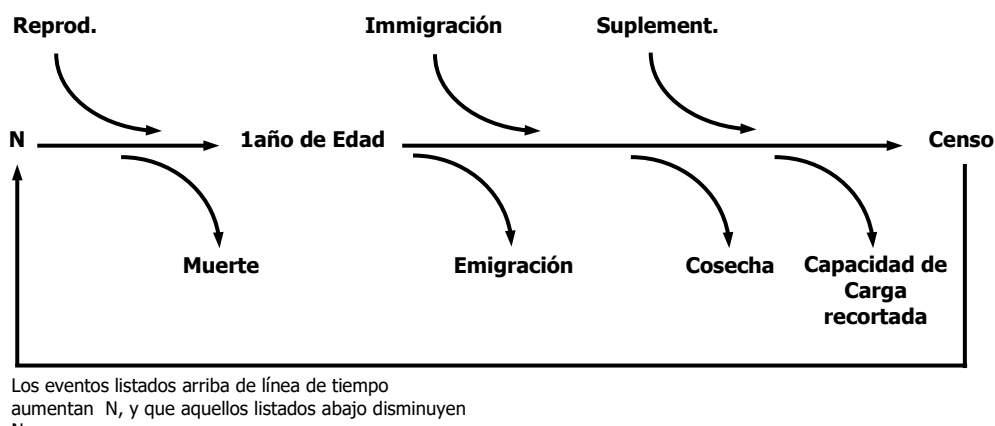 Reprod.
Immigración
Suplement.
N
1año de Edad
Censo
Muerte
Emigración
Cosecha
Capacidad de
Carga
recortada
Los eventos listados arriba de línea de tiempo
aumentan N, y que aquellos listados abajo disminuyen